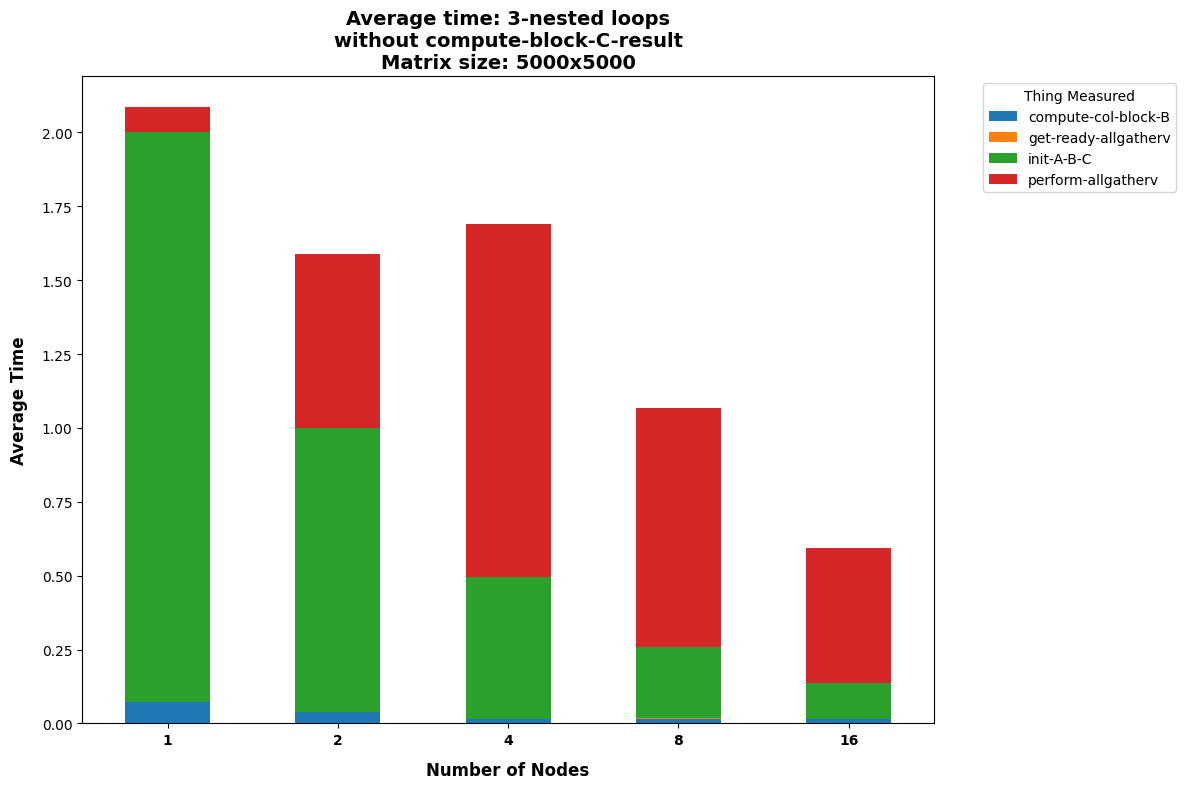 Average time: 3-nested loops
without compute-block-C-result
Matrix size: 5000x5000
Thing Measured
compute-col-block-B
get-ready-allgatherv
init-A-B-C
perform-allgatherv
Average Time
2.00
1.75
1.50
1.25
1.00
0.75
0.50
0.25
0.00
1 2 4 8 16
Number of Nodes